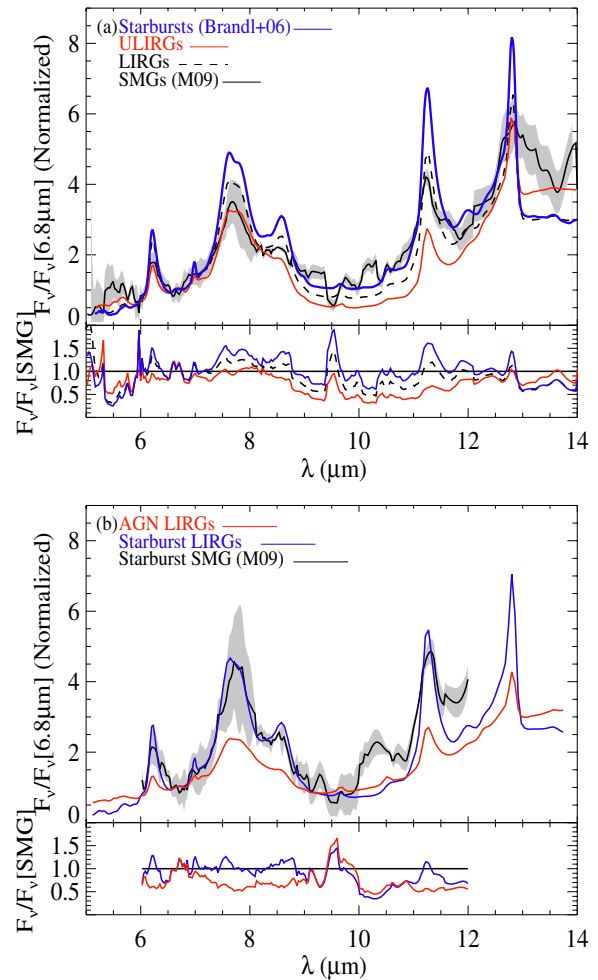 (a) Starbursts (Brandl+06)
ULIRGs
LIRGs
SMGs (M09)
F_ν/F_ν[6.8μm] (Normalized)
8
6
4
2
0
F_ν/F_ν[SMG]
1.5
1.0
0.5
6 8 10 12 14
λ (μm)
(b) AGN LIRGs
Starburst LIRGs
Starburst SMG (M09)
F_ν/F_ν[6.8μm] (Normalized)
8
6
4
2
0
F_ν/F_ν[SMG]
1.5
1.0
0.5
6 8 10 12 14
λ (μm)